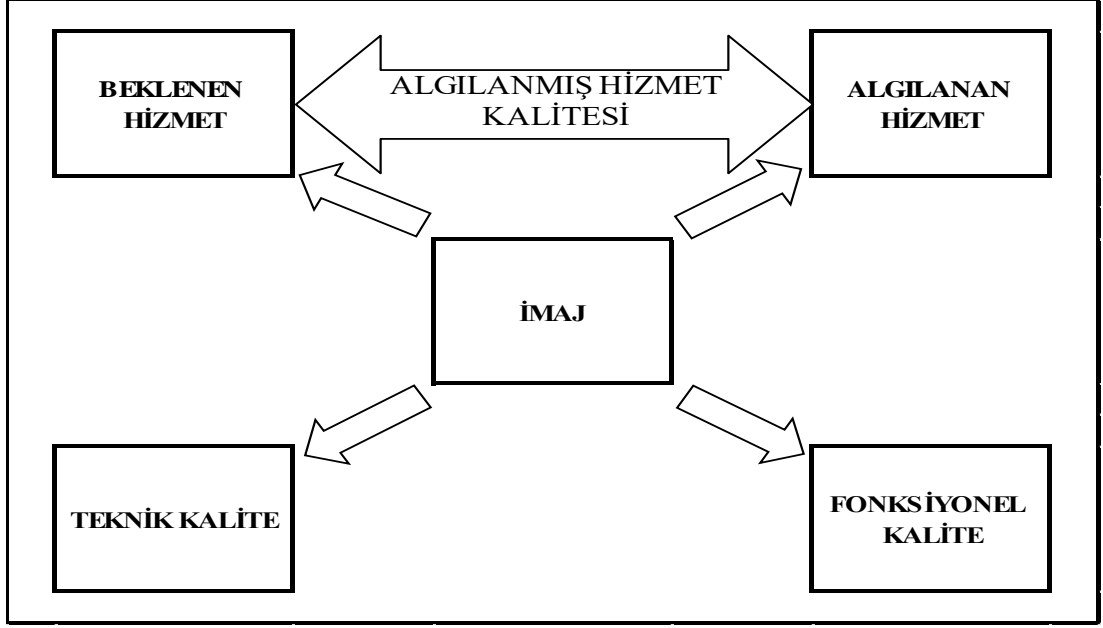 BEKLENEN
HİZMET
ALGILANMIŞ HİZMET
KALİTESİ
ALGILANAN
HİZMET
İMAJ
TEKNİK KALİTE
FONKSİYONEL
KALİTE